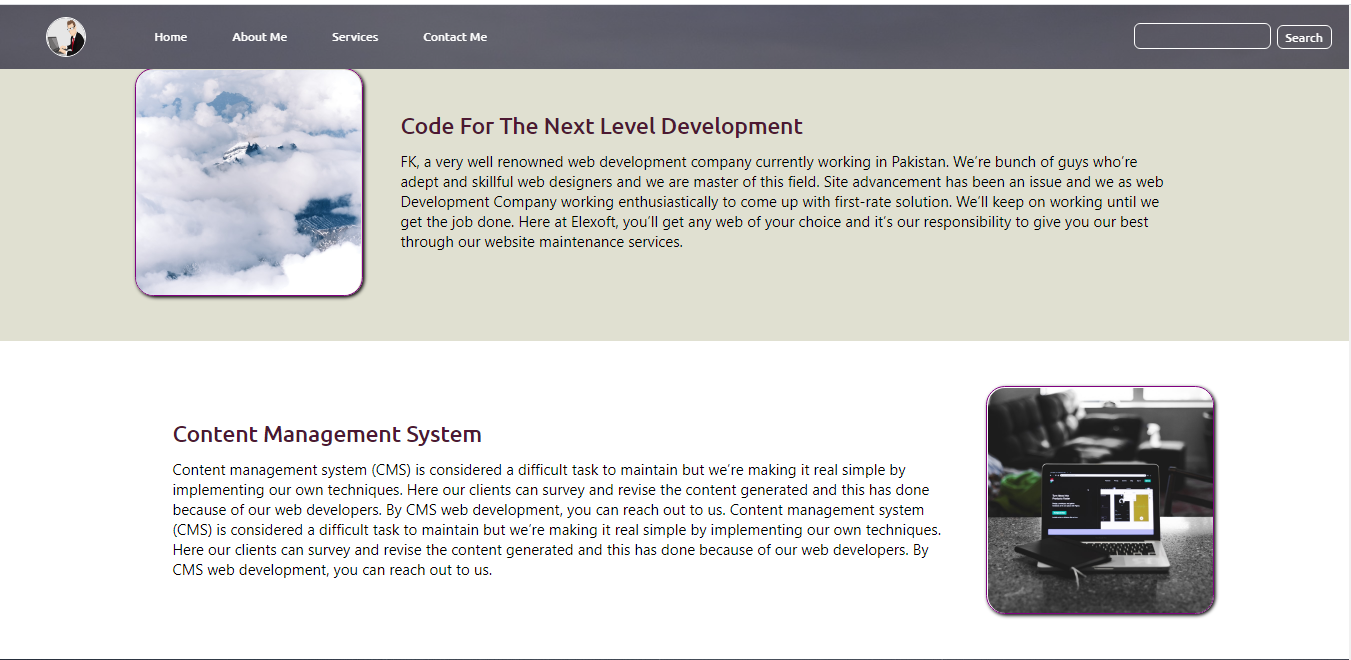 Home About Me Services Contact Me Search
Code For The Next Level Development
FK, a very well renowned web development company currently working in Pakistan. We’re bunch of guys who’re
adept and skillful web designers and we are master of this field. Site advancement has been an issue and we as web
Development Company working enthusiastically to come up with first-rate solution. We’ll keep on working until we
get the job done. Here at Elexoft, you’ll get any web of your choice and it’s our responsibility to give you our best
through our website maintenance services.
Content Management System
Content management system (CMS) is considered a difficult task to maintain but we’re making it real simple by
implementing our own techniques. Here our clients can survey and revise the content generated and this has done
because of our web developers. By CMS web development, you can reach out to us. Content management system
(CMS) is considered a difficult task to maintain but we’re making it real simple by implementing our own techniques.
Here our clients can survey and revise the content generated and this has done because of our web developers. By
CMS web development, you can reach out to us.